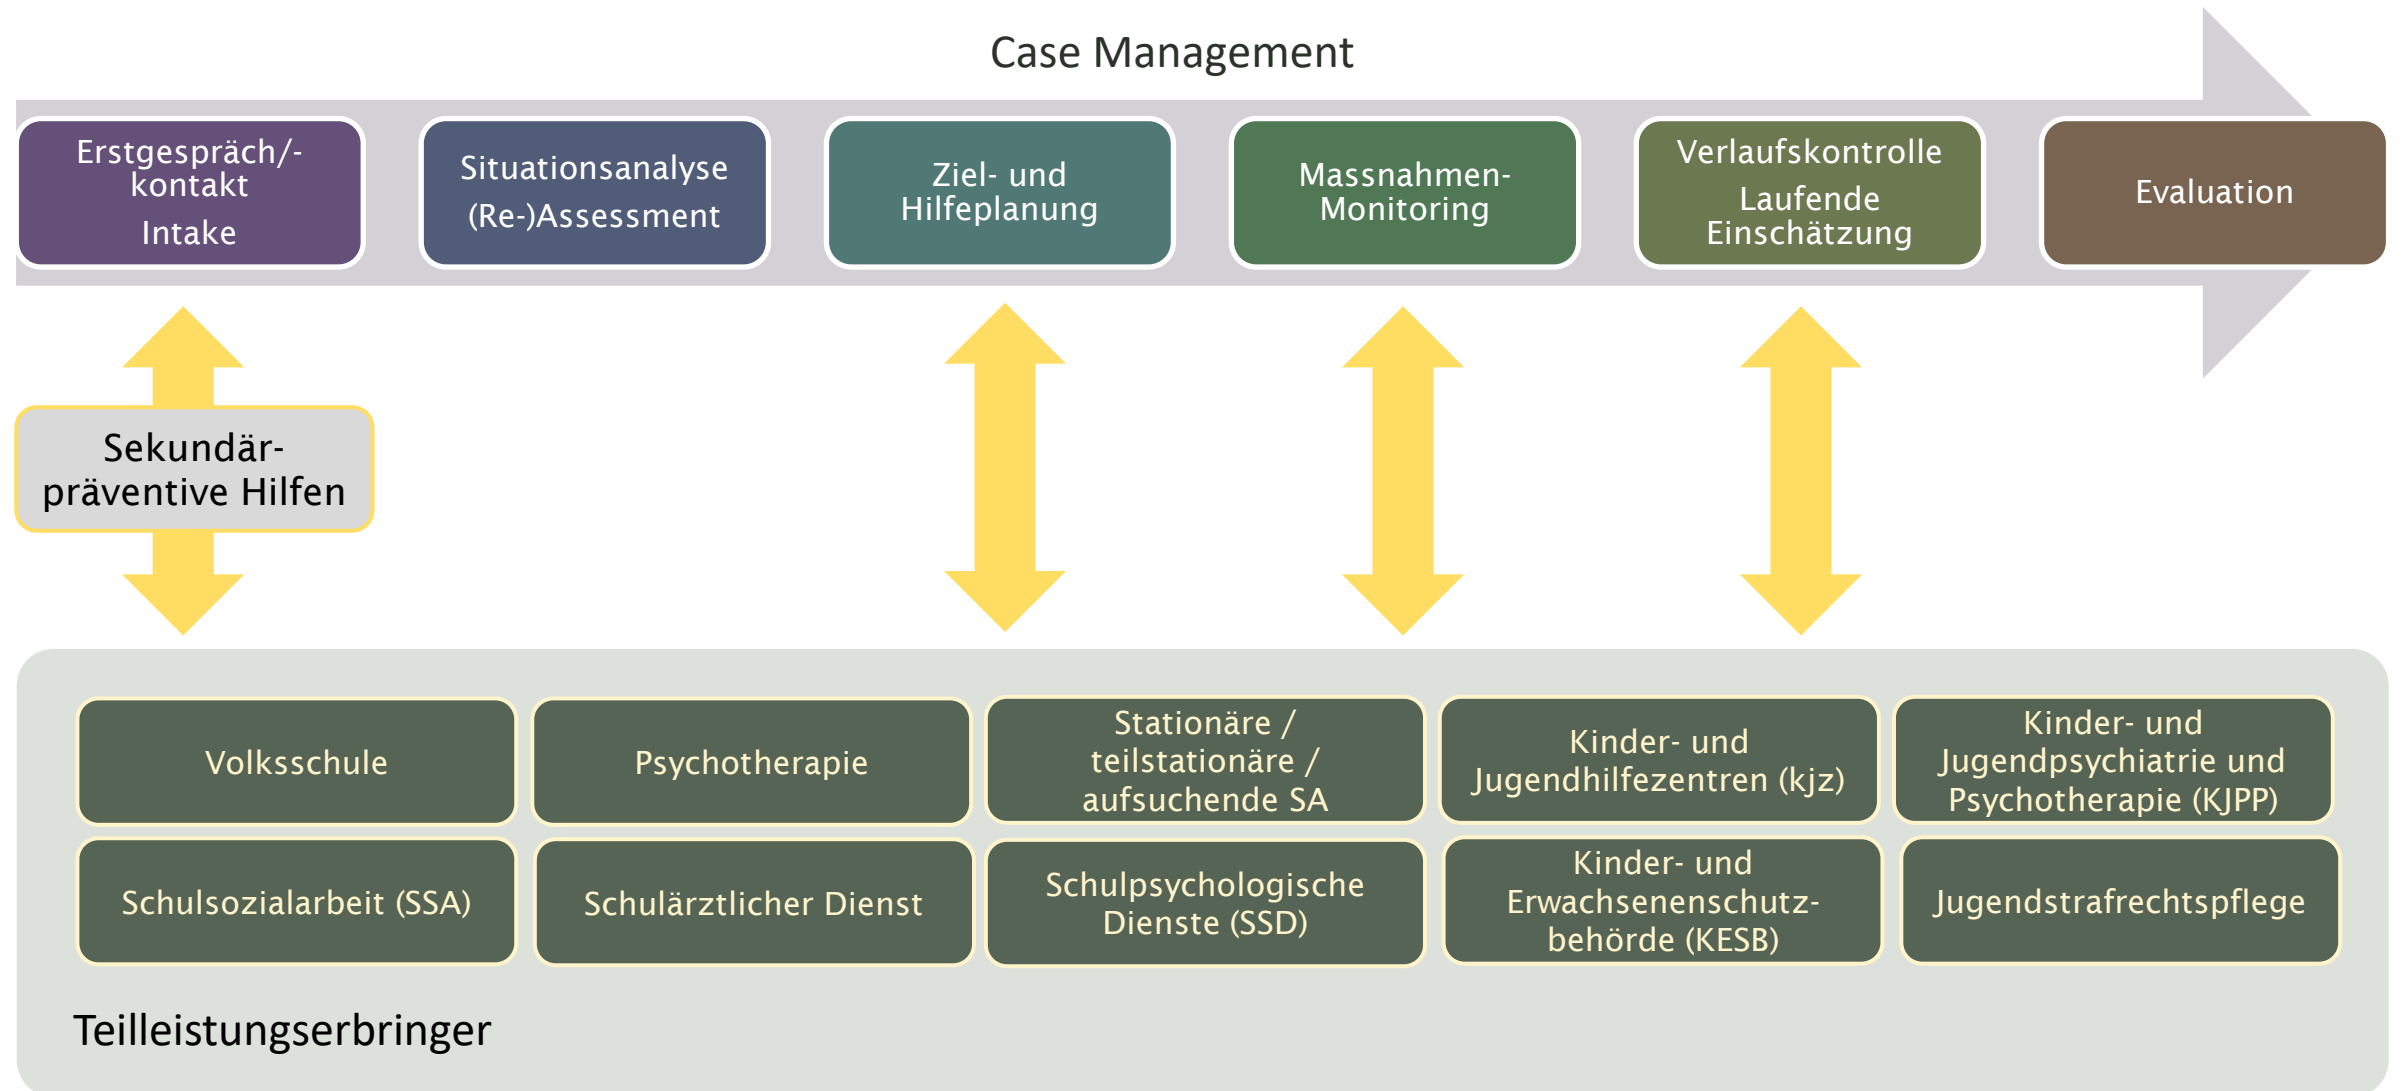 Case Management
Erstgespräch/-
kontakt
Intake
Situationsanalyse
(Re-)Assessment
Ziel- und
Hilfeplanung
Massnahmen-
Monitoring
Verlaufskontrolle
Laufende
Einschätzung
Evaluation
Sekundär-
präventive Hilfen
Volksschule
Psychotherapie
Stationäre /
teilstationäre /
aufsuchende SA
Kinder- und
Jugendhilfezentren (kjz)
Kinder- und
Jugendpsychiatrie und
Psychotherapie (KJPP)
Schulsozialarbeit (SSA)
Schulärztlicher Dienst
Schulpsychologische
Dienste (SSD)
Kinder- und
Erwachsenenschutz-
behörde (KESB)
Jugendstrafrechtspflege
Teilleistungserbringer